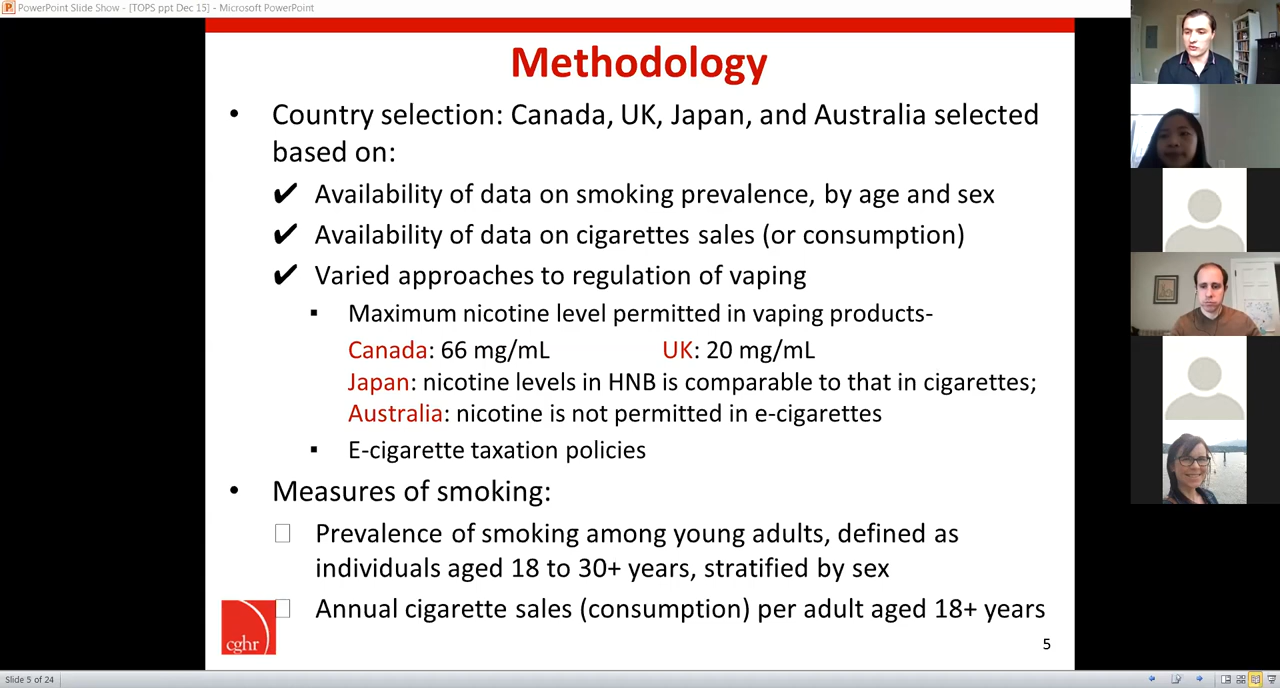 PowerPoint Slide Show - [TOPS ppt Dec 15] - Microsoft PowerPoint
Methodology
• Country selection: Canada, UK, Japan, and Australia selected
based on:
✔ Availability of data on smoking prevalence, by age and sex
✔ Availability of data on cigarettes sales (or consumption)
✔ Varied approaches to regulation of vaping
▪ Maximum nicotine level permitted in vaping products-
Canada: 66 mg/mL UK: 20 mg/mL
Japan: nicotine levels in HNB is comparable to that in cigarettes;
Australia: nicotine is not permitted in e-cigarettes
▪ E-cigarette taxation policies
• Measures of smoking:
□ Prevalence of smoking among young adults, defined as
individuals aged 18 to 30+ years, stratified by sex
□ Annual cigarette sales (consumption) per adult aged 18+ years
cghr
5
Slide 5 of 24